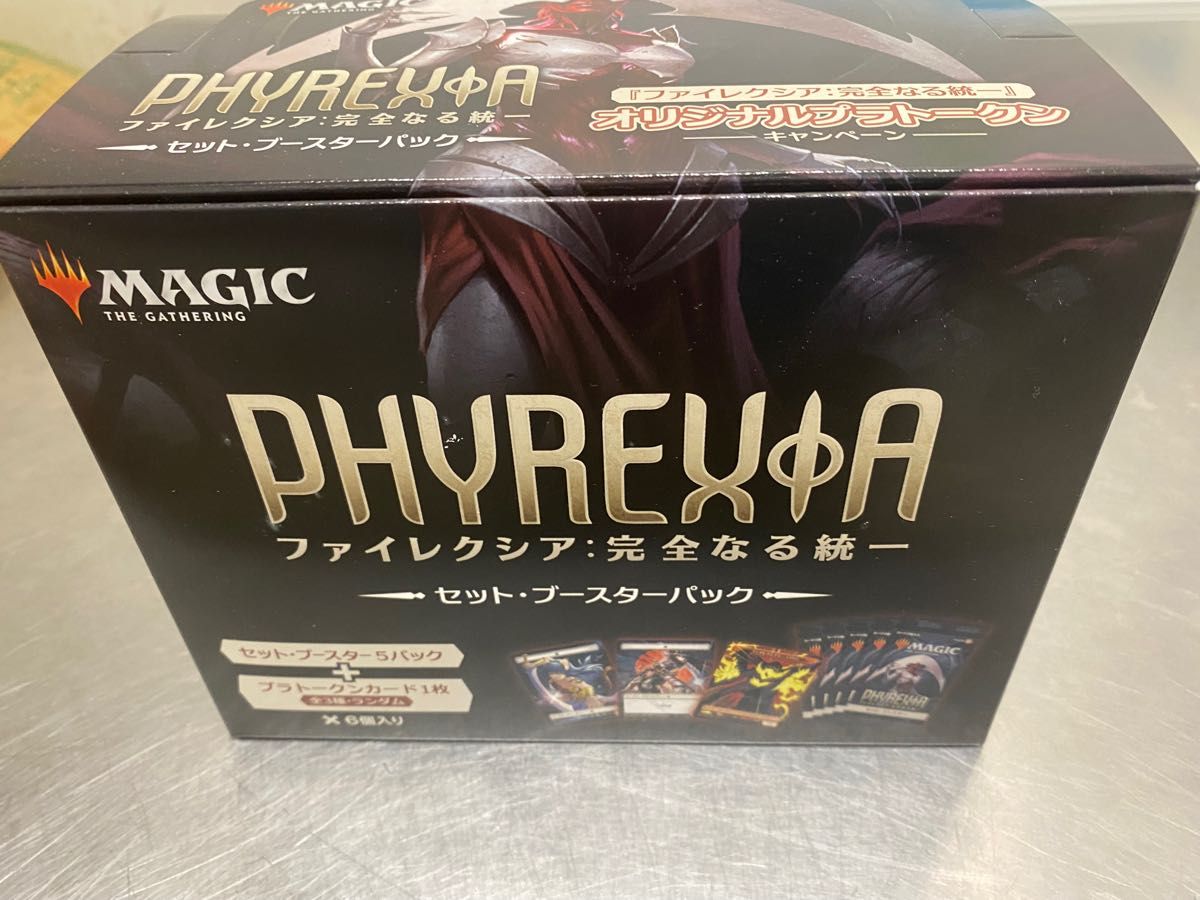 MAGIC
THE GATHERING
PHYREXIA
ファイレクシア:完全なる統一
セット・ブースターパック
『ファイレクシア:完全なる統一』
オリジナルプラトークン
キャンペーン
MAGIC
THE GATHERING
PHYREXIA
ファイレクシア:完全なる統一
セット・ブースターパック
セット・ブースター5パック
+
プラトークンカード1枚
全3種・ランダム
×6個入り
MAGIC
PHYREXIA